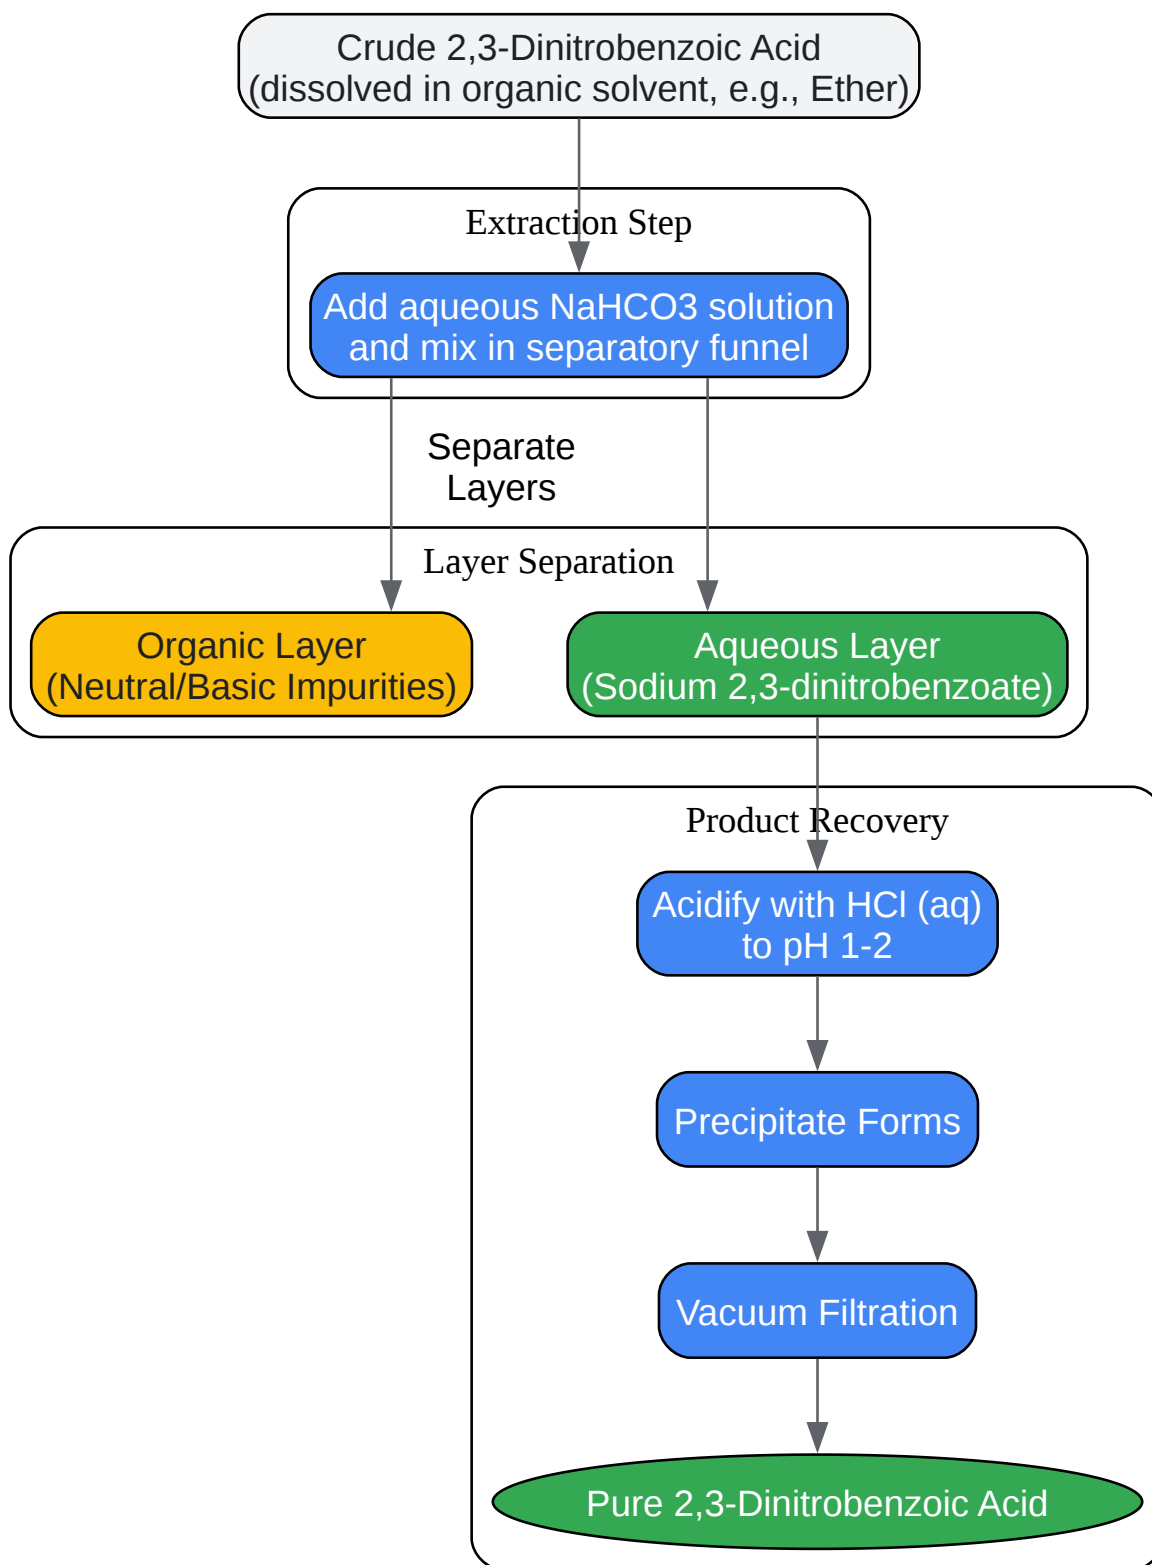 Crude 2,3-Dinitrobenzoic Acid
(dissolved in organic solvent, e.g., Ether)
Extraction Step
Add aqueous NaHCO3 solution
and mix in separatory funnel
Separate
Layers
Layer Separation
Organic Layer
(Neutral/Basic Impurities)
Aqueous Layer
(Sodium 2,3-dinitrobenzoate)
Product Recovery
Acidify with HCl (aq)
to pH 1-2
Precipitate Forms
Vacuum Filtration
Pure 2,3-Dinitrobenzoic Acid